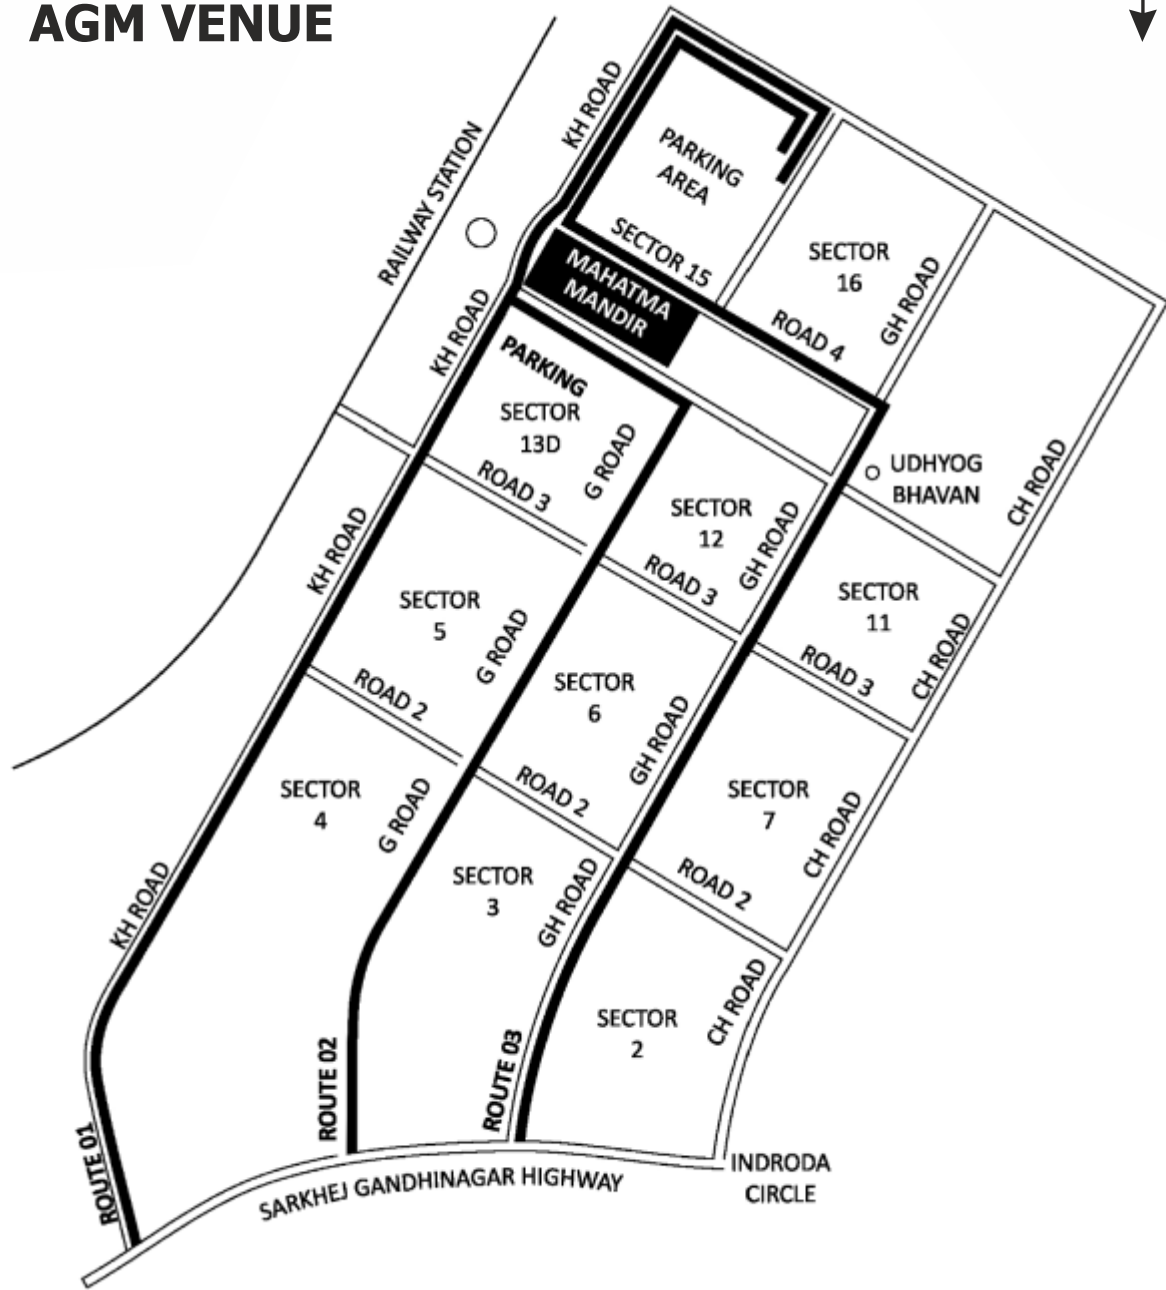 AGM VENUE
KH ROAD
RAILWAY STATION
PARKING
AREA
SECTOR 15
MAHATMA
MANDIR
SECTOR
16
GH ROAD
ROAD 4
KH ROAD
PARKING
SECTOR
13D
G ROAD
ROAD 3
UDHYOG
BHAVAN
CH ROAD
SECTOR
12
GH ROAD
ROAD 3
KH ROAD
SECTOR
5
G ROAD
ROAD 2
SECTOR
11
CH ROAD
ROAD 3
SECTOR
6
GH ROAD
ROAD 2
SECTOR
4
G ROAD
SECTOR
7
CH ROAD
ROAD 2
KH ROAD
SECTOR
3
GH ROAD
SECTOR
2
CH ROAD
ROUTE 01
ROUTE 02
ROUTE 03
SARKHEJ GANDHINAGAR HIGHWAY
INDRODA
CIRCLE